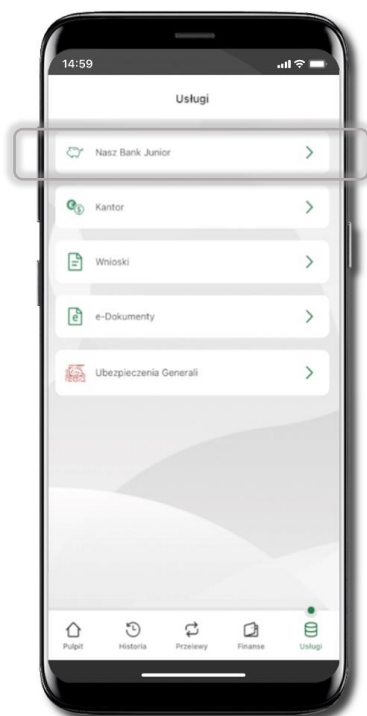 14:59
Usługi
Nasz Bank Junior
Kantor
Wnioski
e-Dokumenty
Ubezpieczenia Generali
Pulpit
Historia
Przelewy
Finanse
Usługi